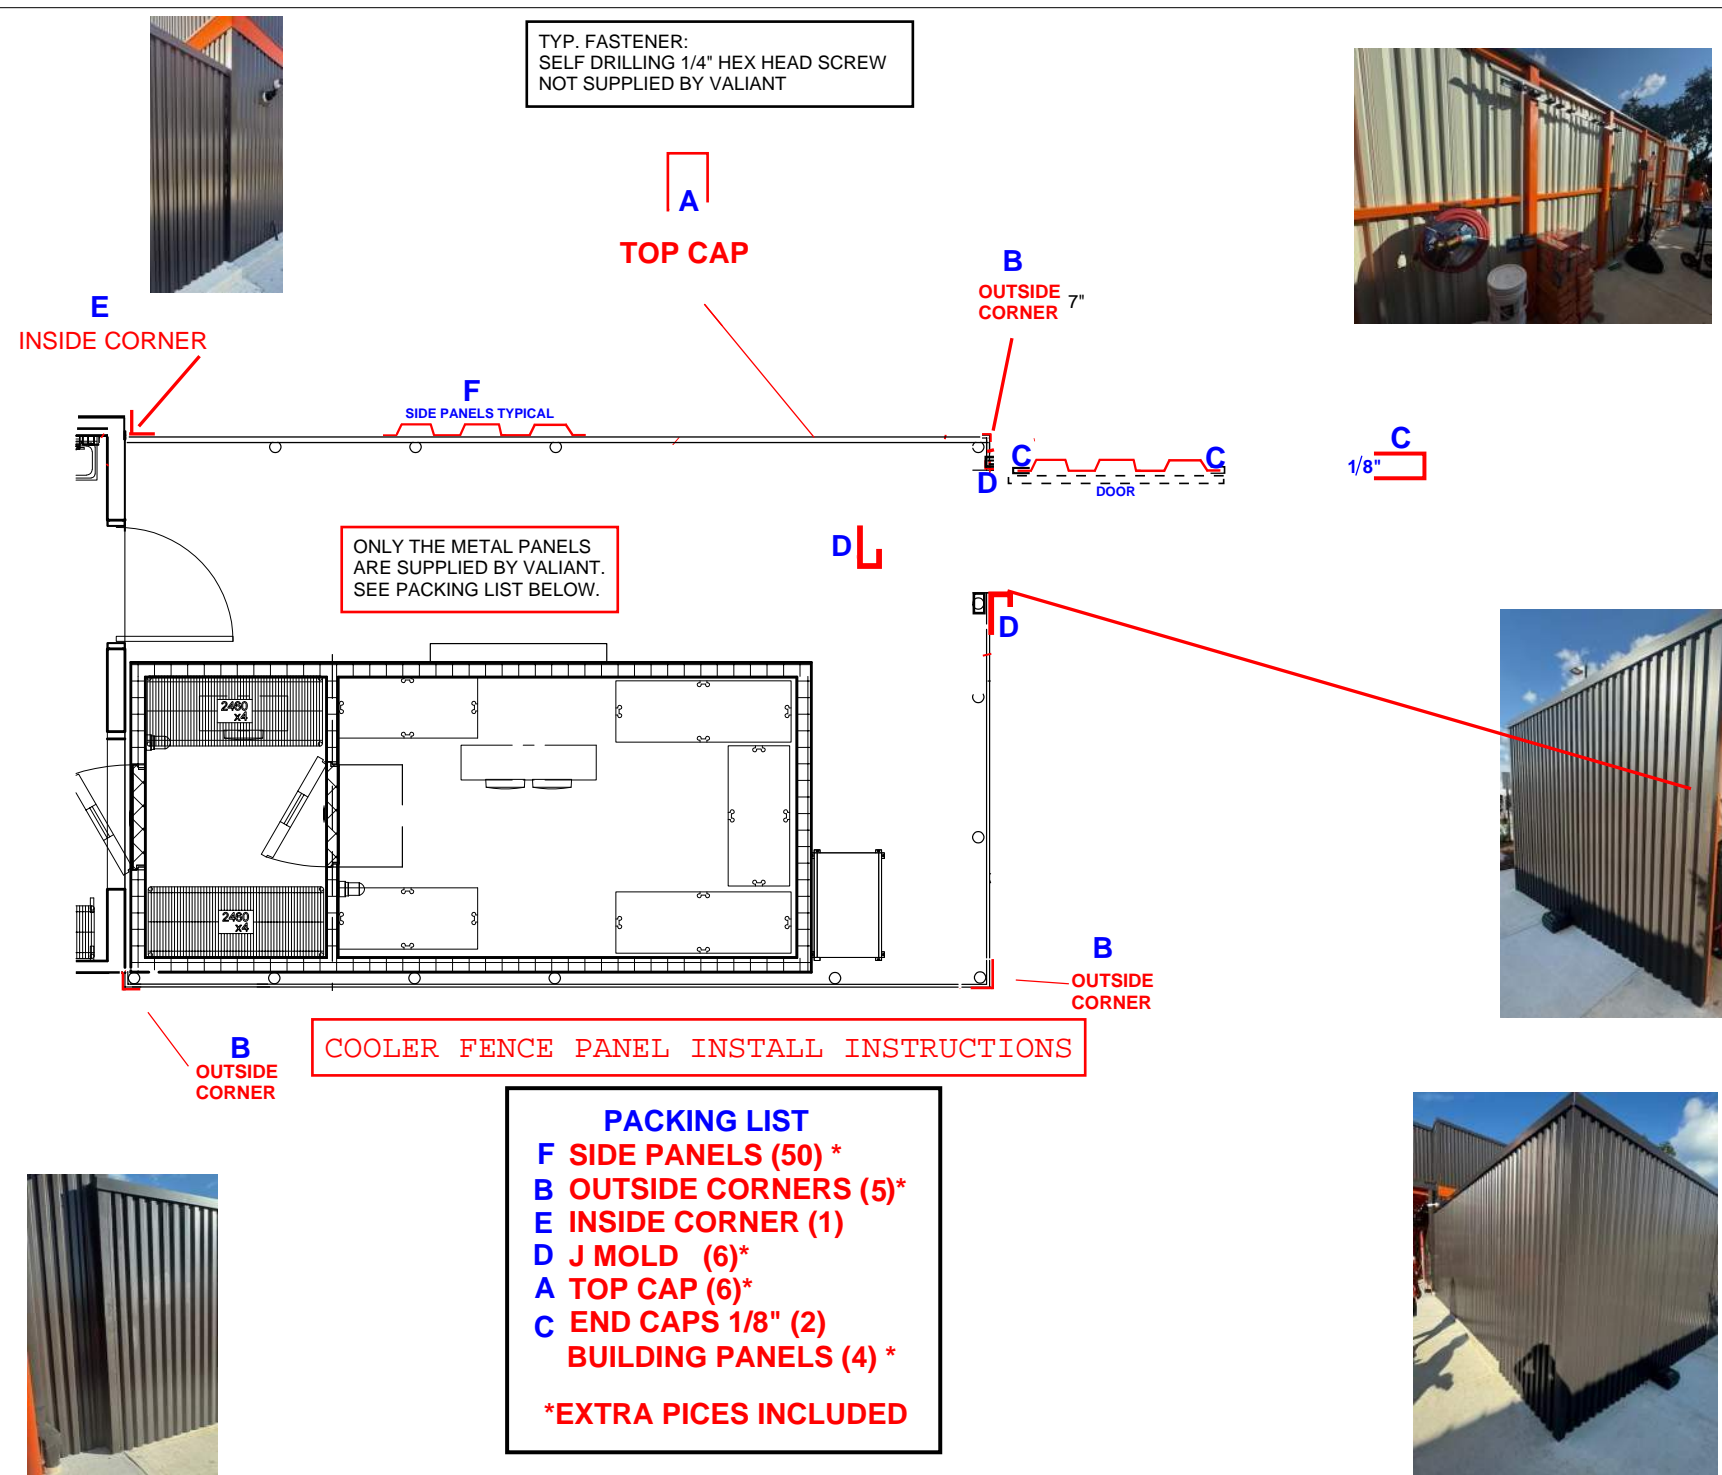 TYP. FASTENER:
SELF DRILLING 1/4" HEX HEAD SCREW
NOT SUPPLIED BY VALIANT
A
TOP CAP
B
OUTSIDE
CORNER
7"
E
INSIDE CORNER
F
SIDE PANELS TYPICAL
C
C
D
DOOR
C
1/8"
ONLY THE METAL PANELS
ARE SUPPLIED BY VALIANT.
SEE PACKING LIST BELOW.
D
D
2460
x4
2460
x4
B
OUTSIDE
CORNER
B
OUTSIDE
CORNER
COOLER FENCE PANEL INSTALL INSTRUCTIONS
PACKING LIST
F SIDE PANELS (50) *
B OUTSIDE CORNERS (5)*
E INSIDE CORNER (1)
D J MOLD (6)*
A TOP CAP (6)*
C END CAPS 1/8" (2)
BUILDING PANELS (4) *
*EXTRA PICES INCLUDED